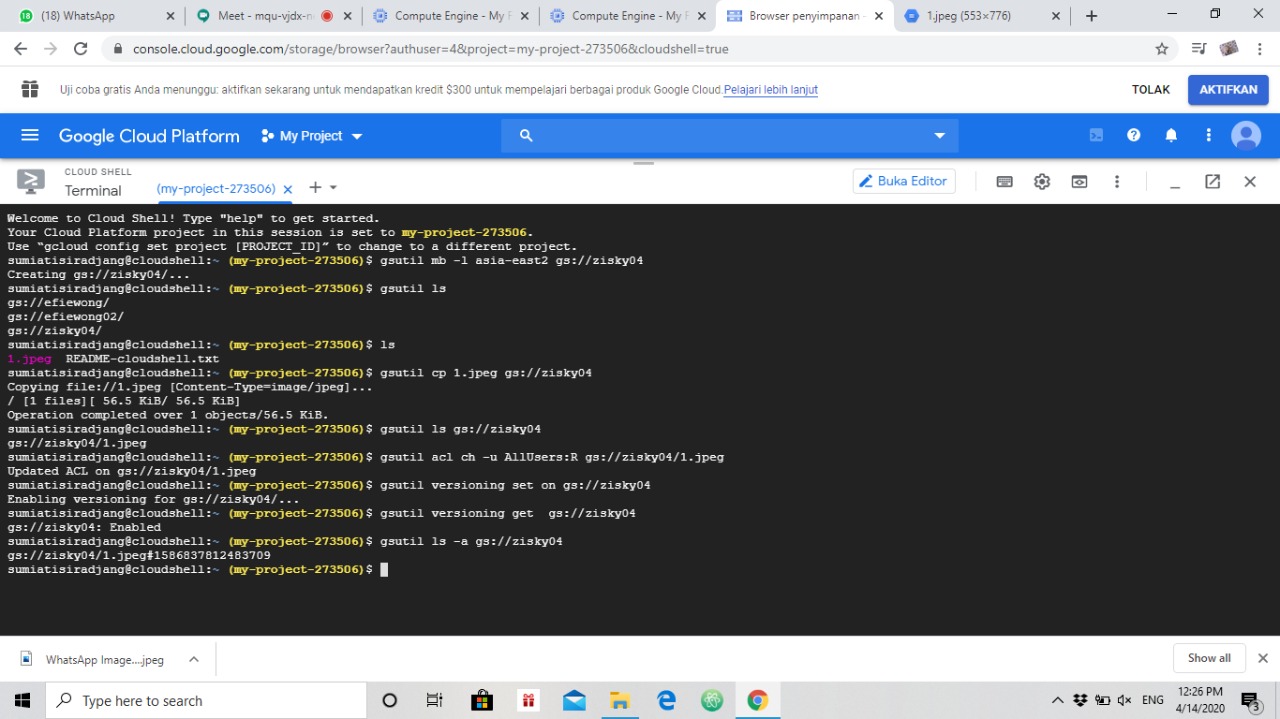 (18) WhatsApp
Meet - mqu-vjdx-n
Compute Engine - My F
Compute Engine - My F
Browser penyimpanan -
1.jpeg (553×776)
console.cloud.google.com/storage/browser?authuser=4&project=my-project-273506&cloudshell=true
Uji coba gratis Anda menunggu: aktifkan sekarang untuk mendapatkan kredit $300 untuk mempelajari berbagai produk Google Cloud. Pelajari lebih lanjut
TOLAK
AKTIFKAN
Google Cloud Platform
My Project
CLOUD SHELL
Terminal
(my-project-273506)
Buka Editor
Welcome to Cloud Shell! Type "help" to get started.
Your Cloud Platform project in this session is set to my-project-273506.
Use “gcloud config set project [PROJECT_ID]” to change to a different project.
sumiatisiradjang@cloudshell:~ (my-project-273506)$ gsutil mb -l asia-east2 gs://zisky04
Creating gs://zisky04/...
sumiatisiradjang@cloudshell:~ (my-project-273506)$ gsutil ls
gs://efiewong/
gs://efiewong02/
gs://zisky04/
sumiatisiradjang@cloudshell:~ (my-project-273506)$ ls
1.jpeg  README-cloudshell.txt
sumiatisiradjang@cloudshell:~ (my-project-273506)$ gsutil cp 1.jpeg gs://zisky04
Copying file://1.jpeg [Content-Type=image/jpeg]...
/ [1 files][ 56.5 KiB/ 56.5 KiB]
Operation completed over 1 objects/56.5 KiB.
sumiatisiradjang@cloudshell:~ (my-project-273506)$ gsutil ls gs://zisky04
gs://zisky04/1.jpeg
sumiatisiradjang@cloudshell:~ (my-project-273506)$ gsutil acl ch -u AllUsers:R gs://zisky04/1.jpeg
Updated ACL on gs://zisky04/1.jpeg
sumiatisiradjang@cloudshell:~ (my-project-273506)$ gsutil versioning set on gs://zisky04
Enabling versioning for gs://zisky04/...
sumiatisiradjang@cloudshell:~ (my-project-273506)$ gsutil versioning get  gs://zisky04
gs://zisky04: Enabled
sumiatisiradjang@cloudshell:~ (my-project-273506)$ gsutil ls -a gs://zisky04
gs://zisky04/1.jpeg#1586837812483709
sumiatisiradjang@cloudshell:~ (my-project-273506)$
WhatsApp Image....jpeg
Show all
Type here to search
ENG
12:26 PM
4/14/2020
3